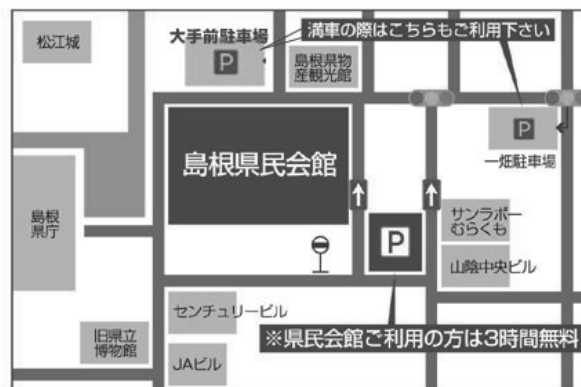 松江城
大手前駐車場
満車の際はこちらもご利用下さい
P
島根県物
産観光館
P
一畑駐車場
島根県民会館
島根
県庁
P
サンラポー
むらくも
山陰中央ビル
センチュリービル
※県民会館ご利用の方は3時間無料
旧県立
博物館
JAビル